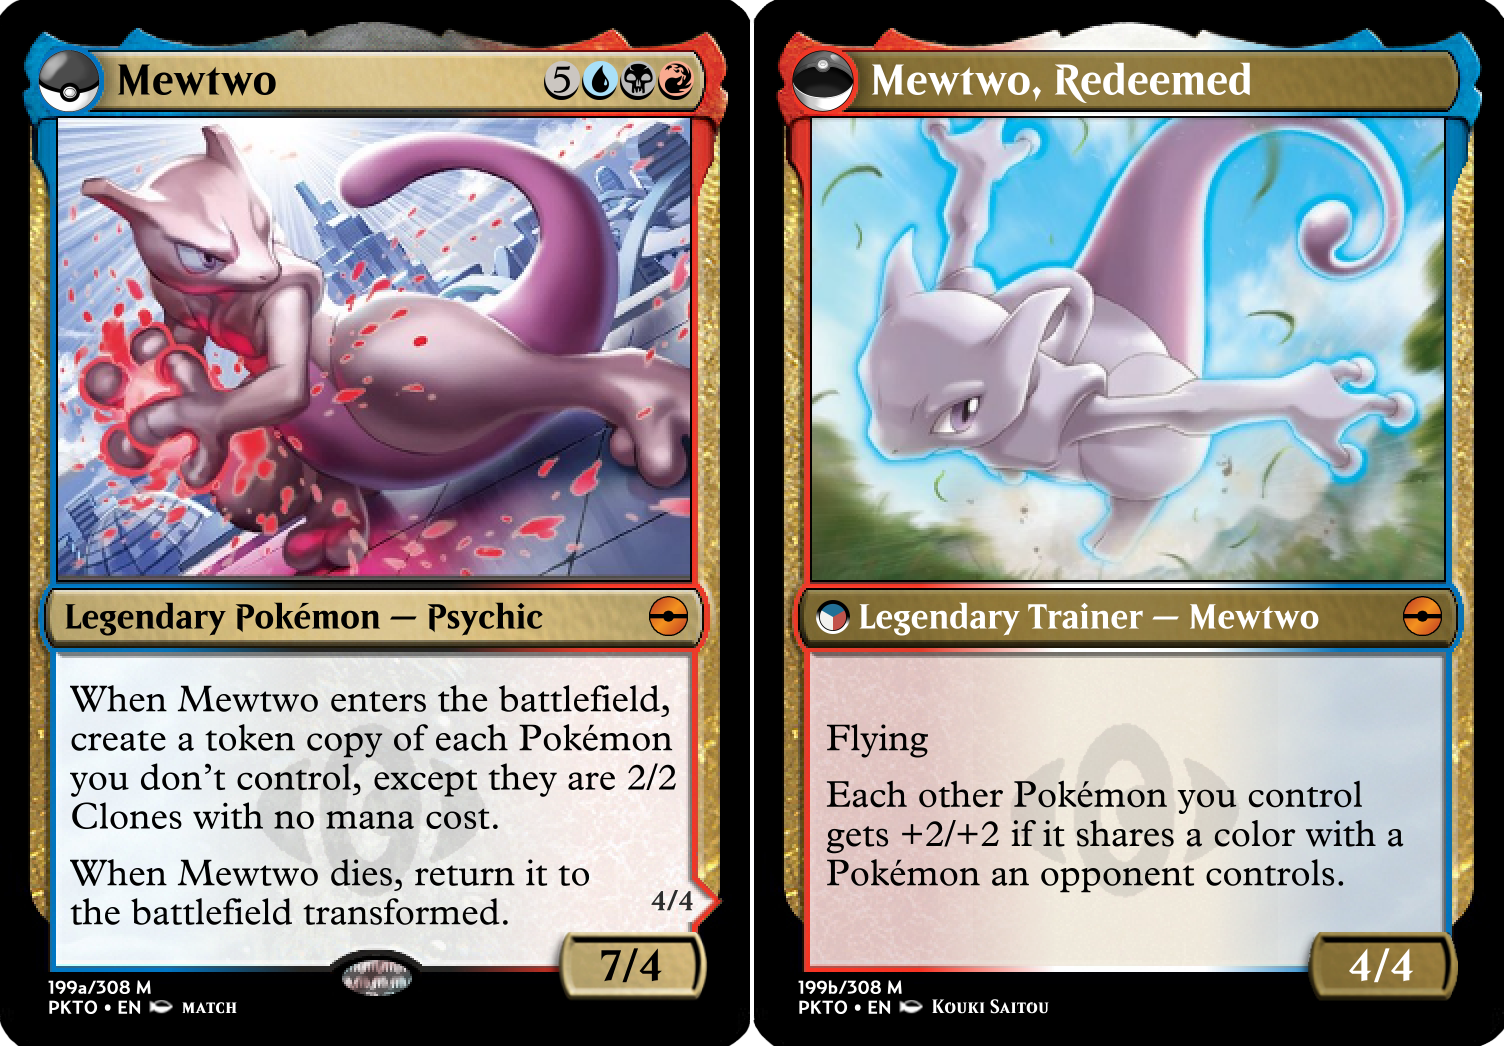 Mewtwo 5
Legendary Pokémon — Psychic
When Mewtwo enters the battlefield,
create a token copy of each Pokémon
you don't control, except they are 2/2
Clones with no mana cost.
When Mewtwo dies, return it to
the battlefield transformed.
4/4
7/4
199a/308 M
PKTO • EN MATCH
Mewtwo, Redeemed
Legendary Trainer — Mewtwo
Flying
Each other Pokémon you control
gets +2/+2 if it shares a color with a
Pokémon an opponent controls.
4/4
199b/308 M
PKTO • EN Kouki Saitou